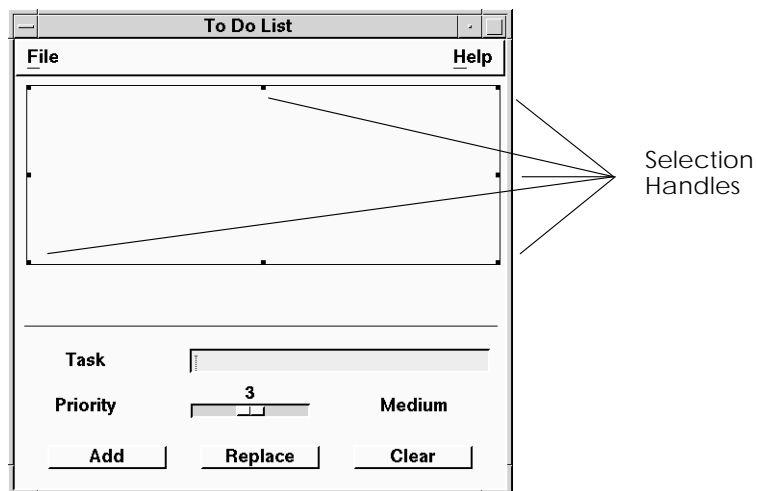 To Do List
File Help
Selection
Handles
Task
3
Priority Medium
Add Replace Clear